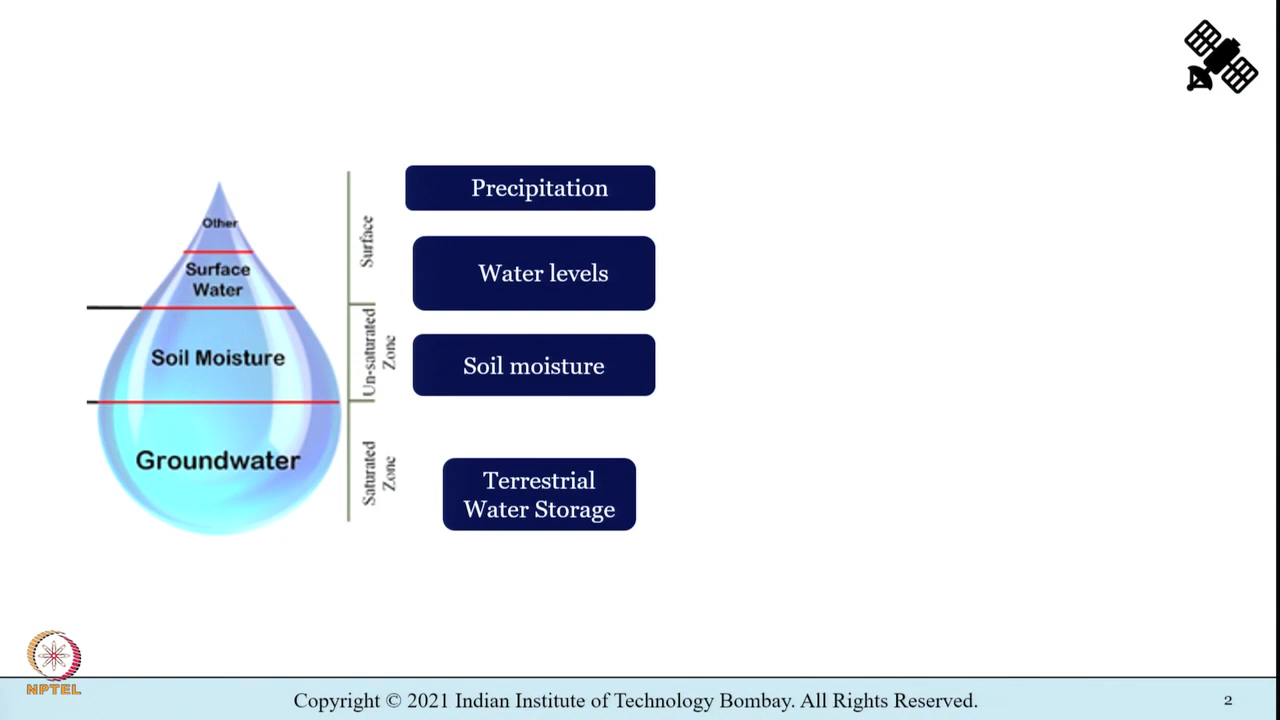 Other
Surface
Water
Soil Moisture
Groundwater
Surface
Un-saturated
Zone
Saturated
Zone
Precipitation
Water levels
Soil moisture
Terrestrial
Water Storage
NPTEL
Copyright © 2021 Indian Institute of Technology Bombay. All Rights Reserved.
2